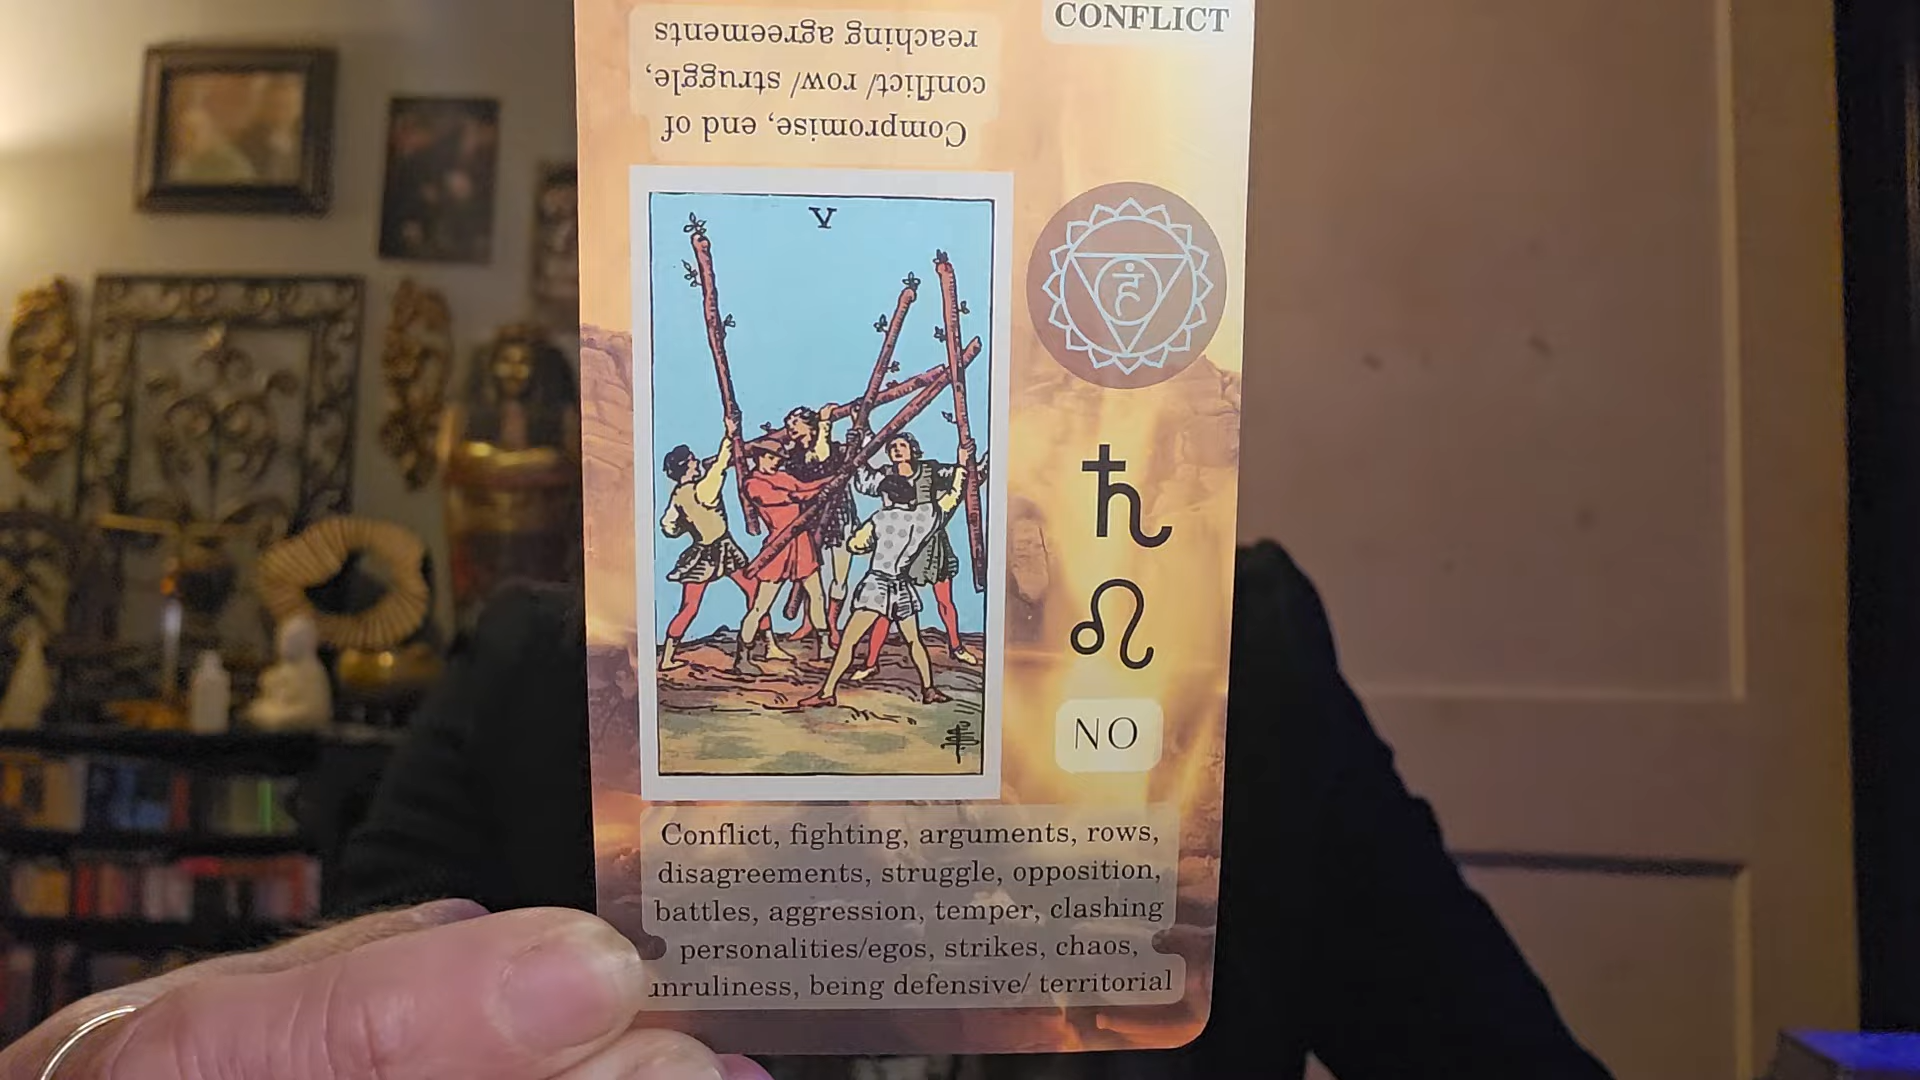 CONFLICT
Compromise, end of
conflict/ row/ struggle,
reaching agreements
V
हं
NO
Conflict, fighting, arguments, rows,
disagreements, struggle, opposition,
battles, aggression, temper, clashing
personalities/egos, strikes, chaos,
unruliness, being defensive/ territorial